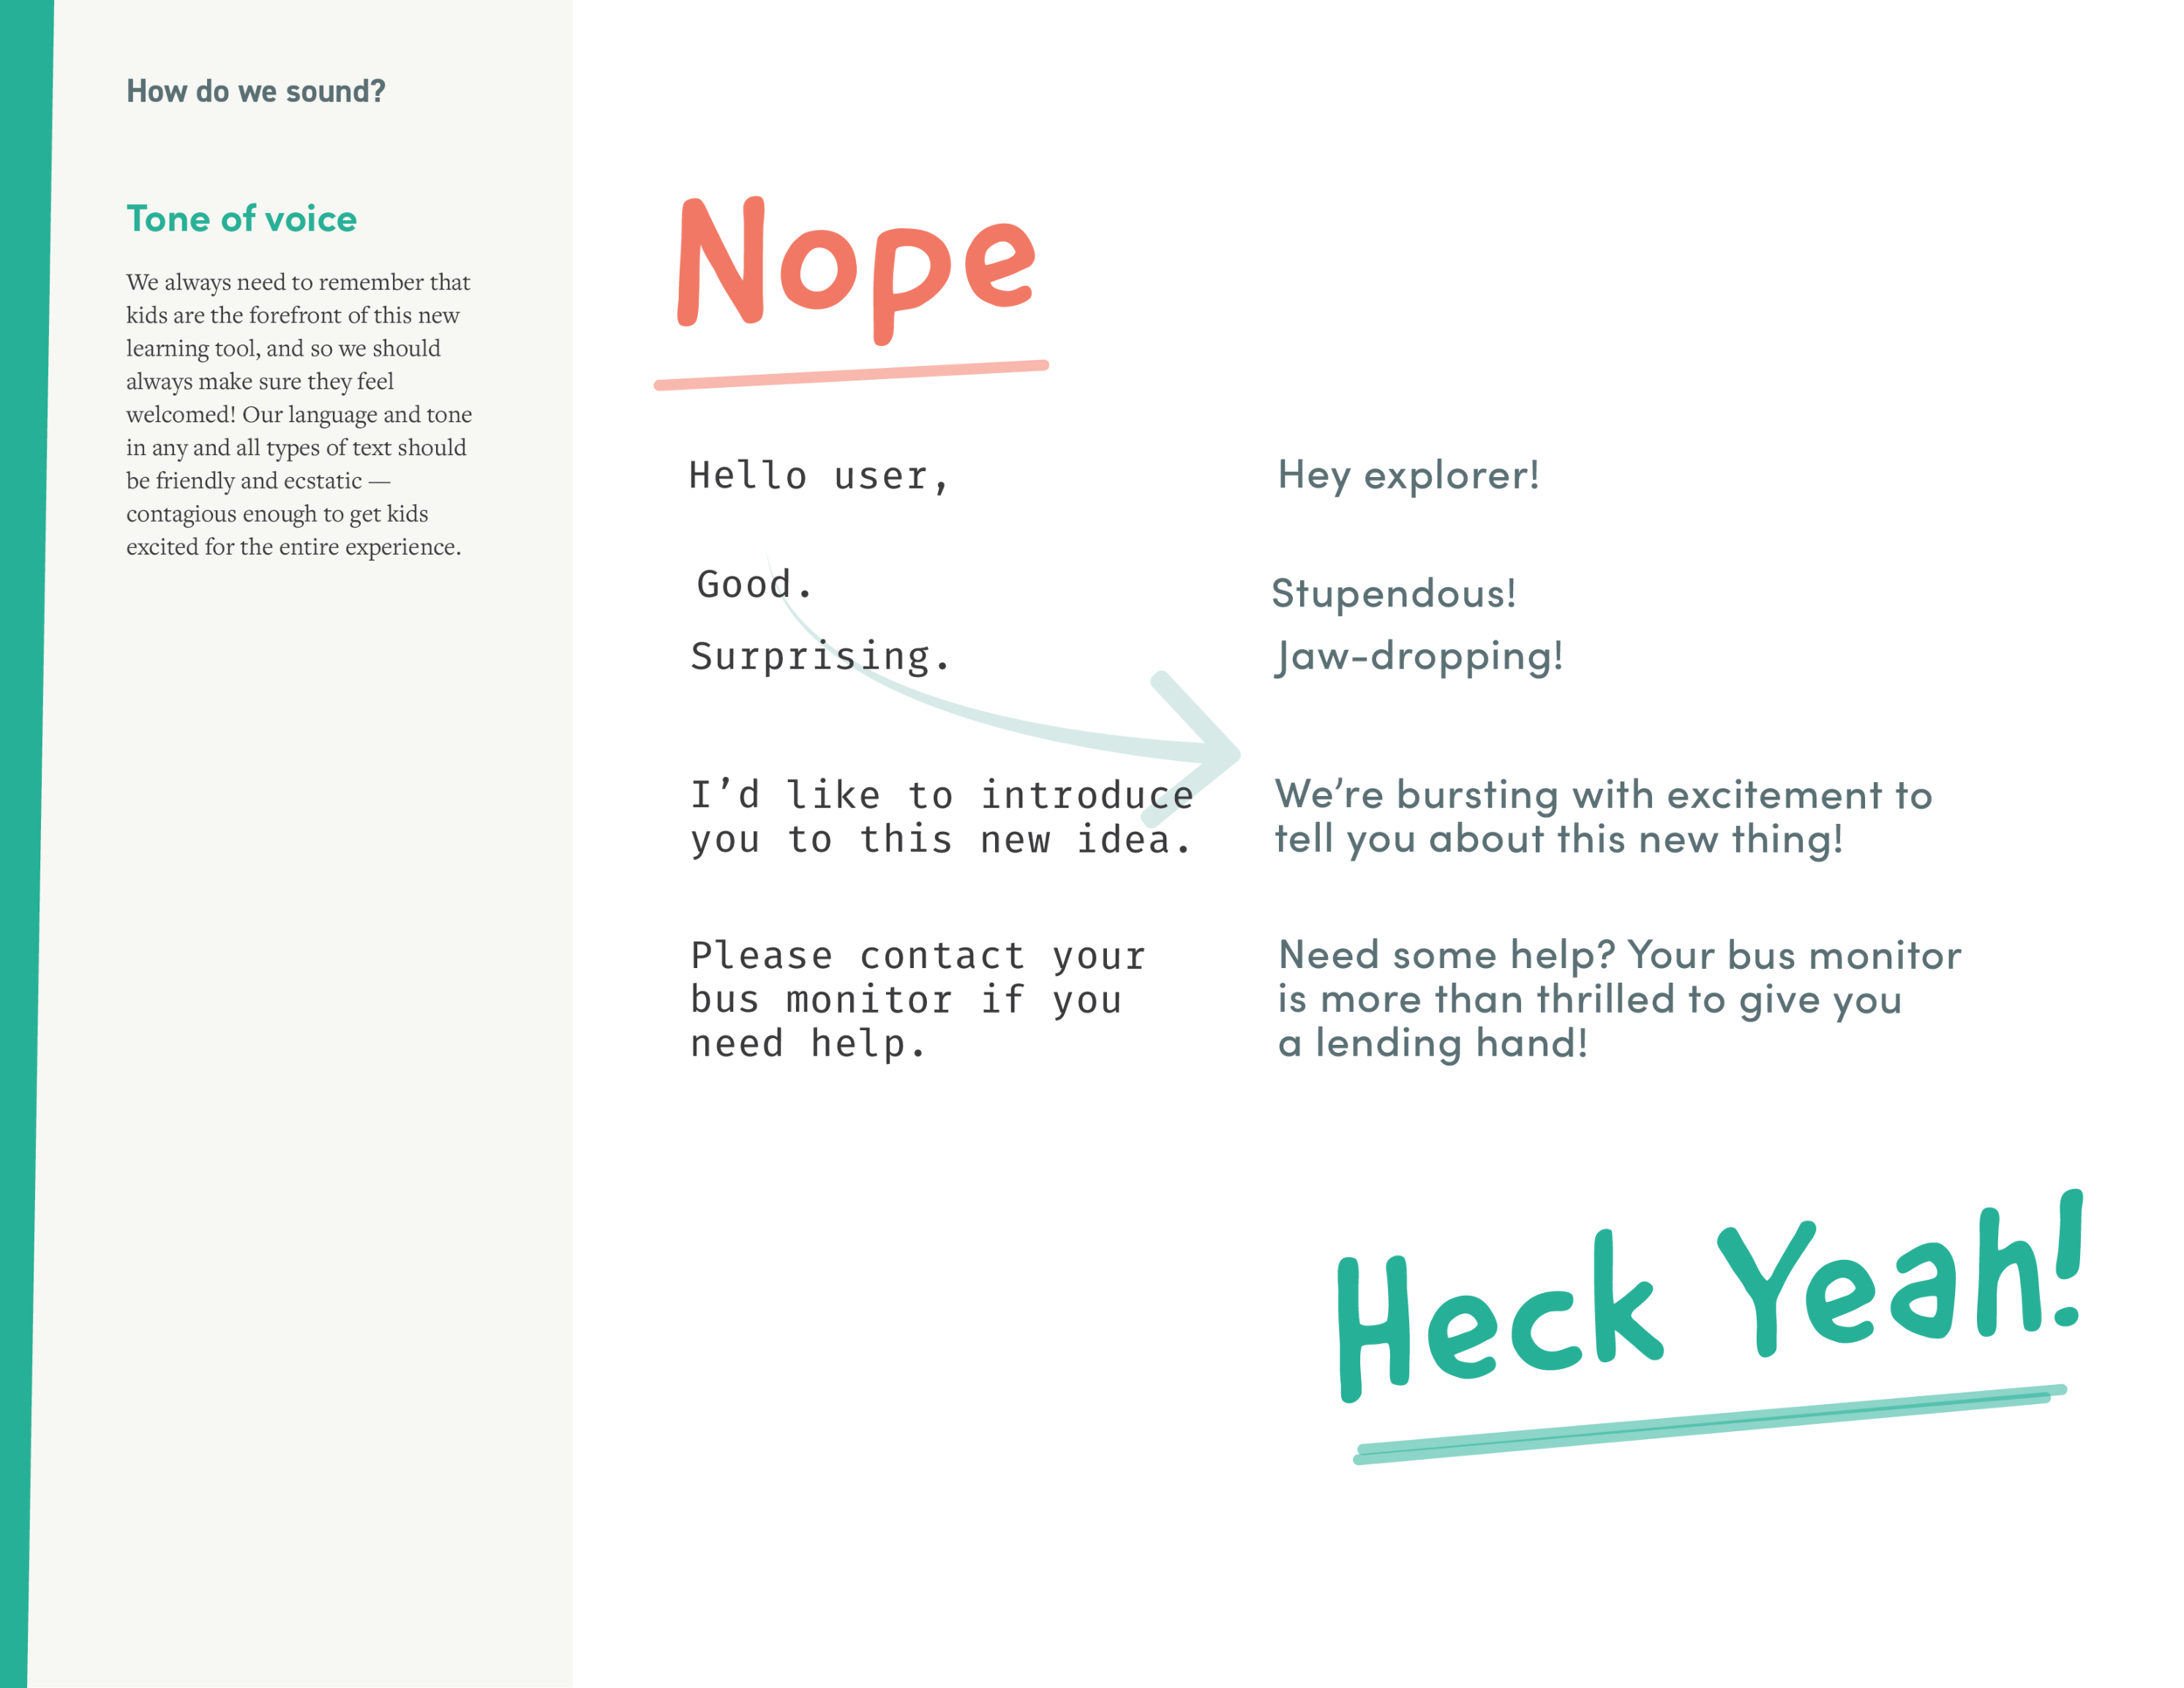 How do we sound?
Tone of voice
We always need to remember that
kids are the forefront of this new
learning tool, and so we should
always make sure they feel
welcomed! Our language and tone
in any and all types of text should
be friendly and ecstatic —
contagious enough to get kids
excited for the entire experience.
Nope
Hello user,
Good.
Surprising.
I’d like to introduce
you to this new idea.
Please contact your
bus monitor if you
need help.
Hey explorer!
Stupendous!
Jaw-dropping!
We’re bursting with excitement to
tell you about this new thing!
Need some help? Your bus monitor
is more than thrilled to give you
a lending hand!
Heck Yeah!